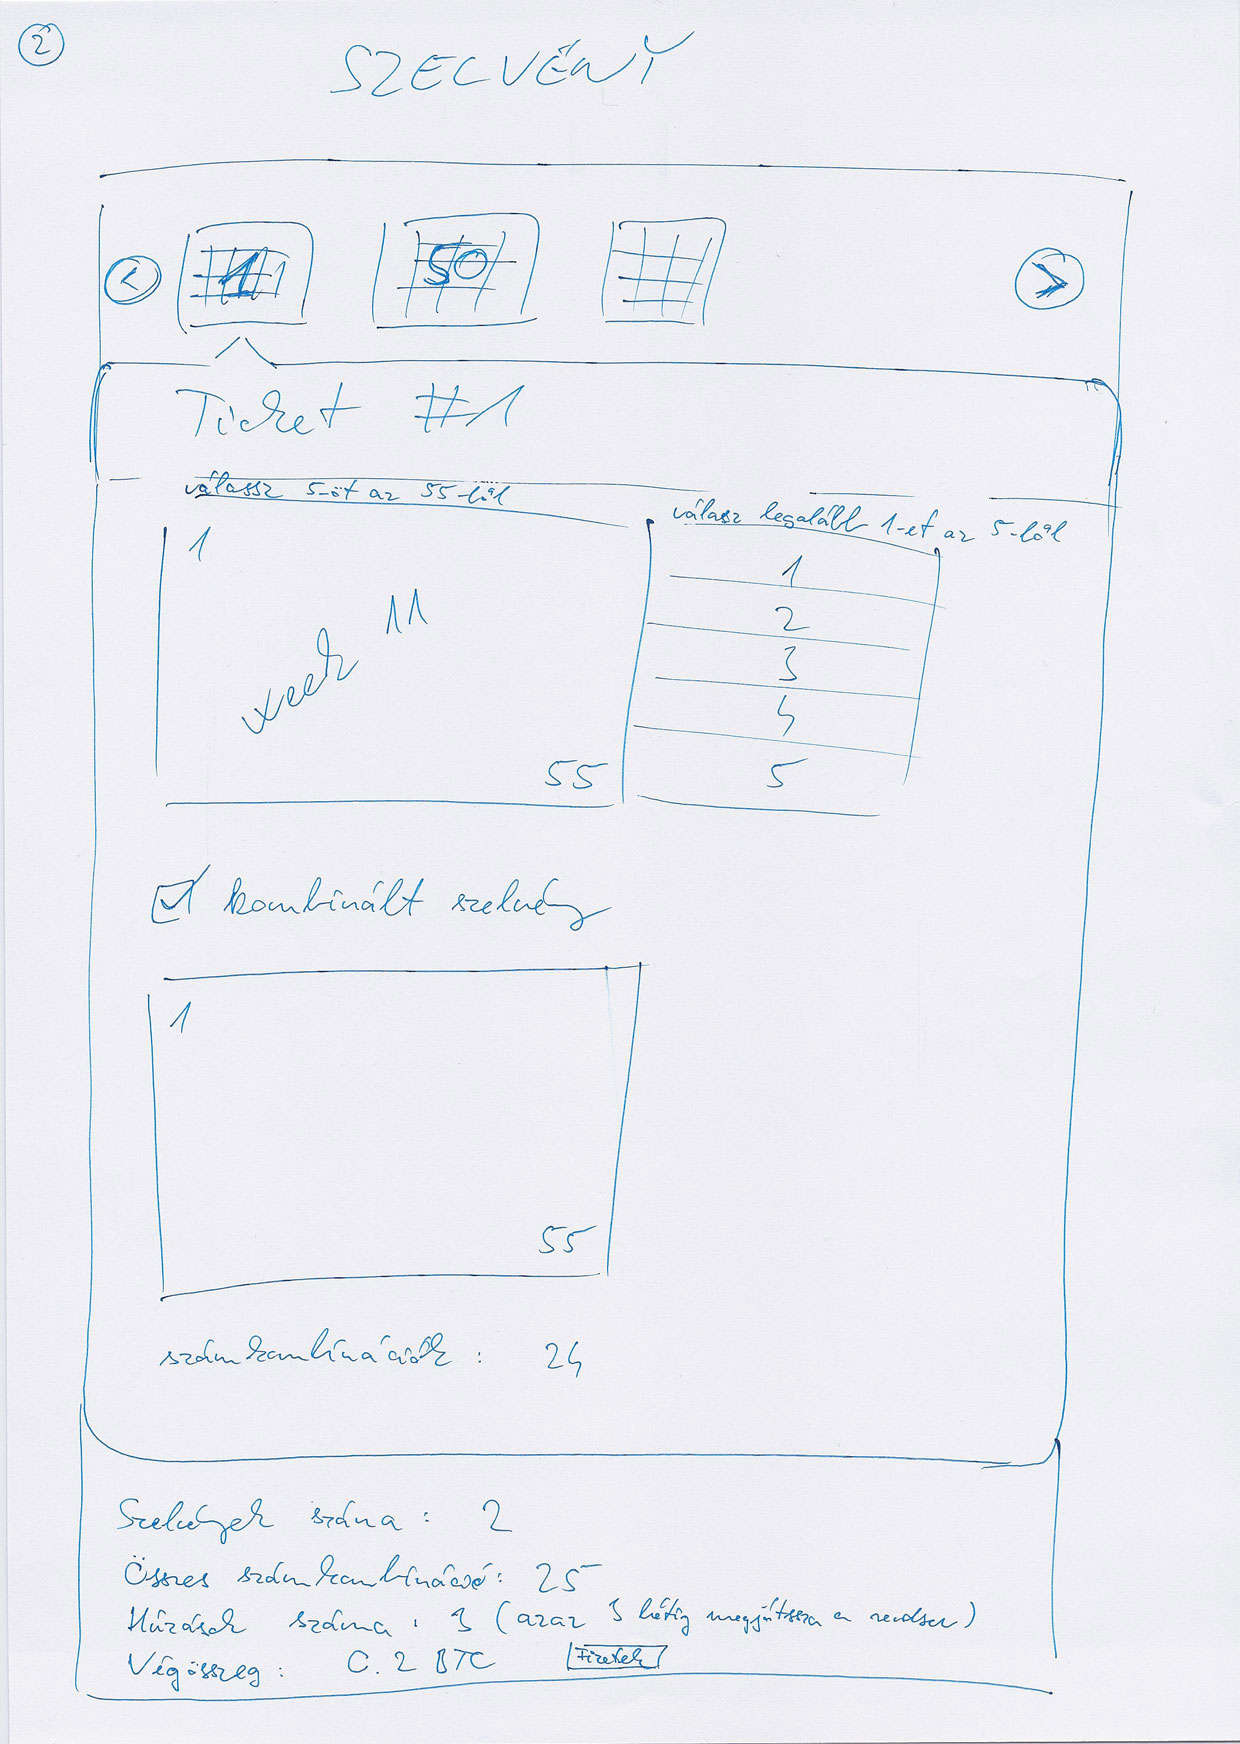 2
SZELVÉNY
<
1
50
>
Ticket #1
válassz 5-öt az 55-ből
válasz legalább 1-et az 5-ből
1
week 11
55
1
2
3
4
5
kombinált szelvény
1
55
számkombinációk : 24
Szelvények száma : 2
Összes számkombináció: 25
Húzások száma : 3 (azaz 3 hétig megjátssza a rendszer)
Végösszeg : 0.2 BTC
Fizetek